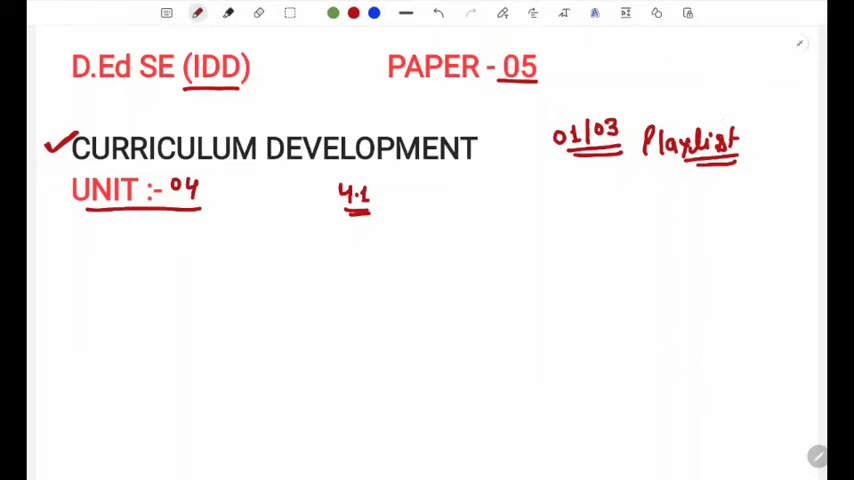 D.Ed SE (IDD) PAPER - 05
✓CURRICULUM DEVELOPMENT 01/03 Playlist
UNIT :- 04 4.1